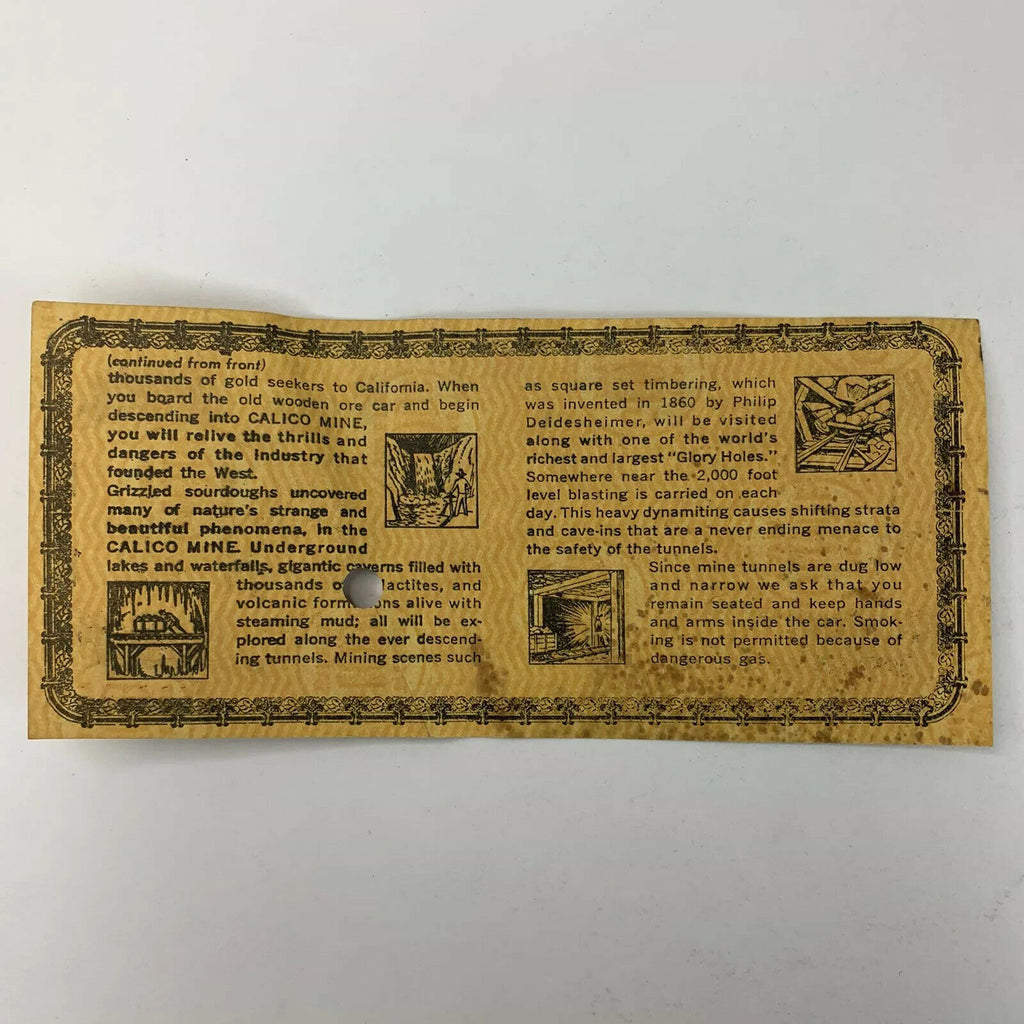 (continued from front)
thousands of gold seekers to California. When
you board the old wooden ore car and begin
descending into CALICO MINE,
you will relive the thrills and
dangers of the industry that
founded the West.
Grizzled sourdoughs uncovered
many of nature's strange and
beautiful phenomena, in the
CALICO MINE. Underground
lakes and waterfalls, gigantic caverns filled with
thousands of lactites, and
volcanic form ns alive with
steaming mud; all will be ex-
plored along the ever descend-
ing tunnels. Mining scenes such
as square set timbering, which
was invented in 1860 by Philip
Deidesheimer, will be visited
along with one of the world's
richest and largest "Glory Holes."
Somewhere near the 2,000 foot
level blasting is carried on each
day. This heavy dynamiting causes shifting strata
and cave-ins that are a never ending menace to
the safety of the tunnels.
Since mine tunnels are dug low
and narrow we ask that you
remain seated and keep hands
and arms inside the car. Smok-
ing is not permitted because of
dangerous gas.